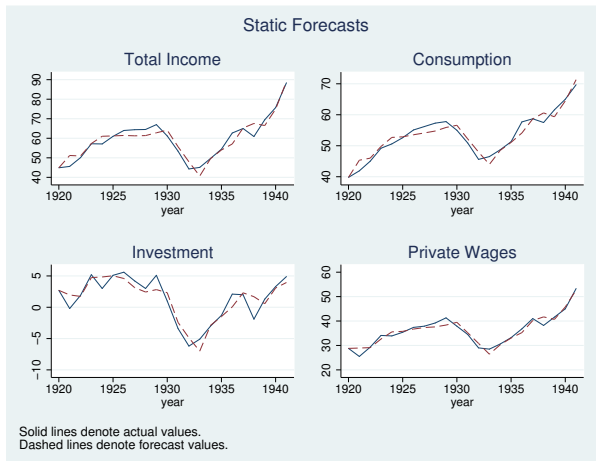 Static Forecasts
Total Income
90
80
70
60
50
40
1920 1925 1930 1935 1940
year
Consumption
70
60
50
40
1920 1925 1930 1935 1940
year
Investment
5
0
−5
−10
1920 1925 1930 1935 1940
year
Private Wages
60
50
40
30
20
1920 1925 1930 1935 1940
year
Solid lines denote actual values.
Dashed lines denote forecast values.